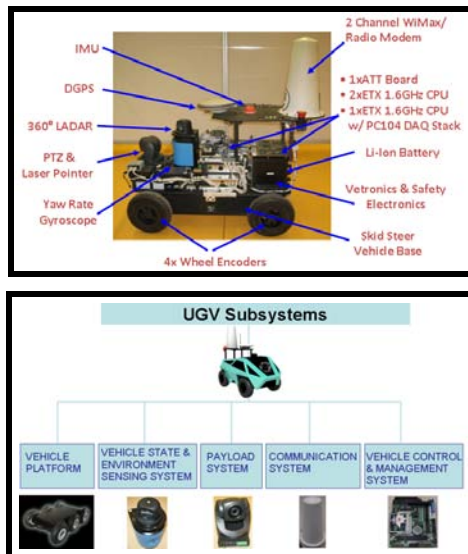 IMU
DGPS
360° LADAR
PTZ &
Laser Pointer
Yaw Rate
Gyroscope
4x Wheel Encoders
2 Channel WiMax/
Radio Modem
• 1xATT Board
• 2xETX 1.6GHz CPU
• 1xETX 1.6GHz CPU
w/ PC104 DAQ Stack
Li-Ion Battery
Vetronics & Safety
Electronics
Skid Steer
Vehicle Base
UGV Subsystems
VEHICLE
PLATFORM
VEHICLE STATE &
ENVIRONMENT
SENSING SYSTEM
PAYLOAD
SYSTEM
COMMUNICATION
SYSTEM
VEHICLE CONTROL
& MANAGEMENT
SYSTEM